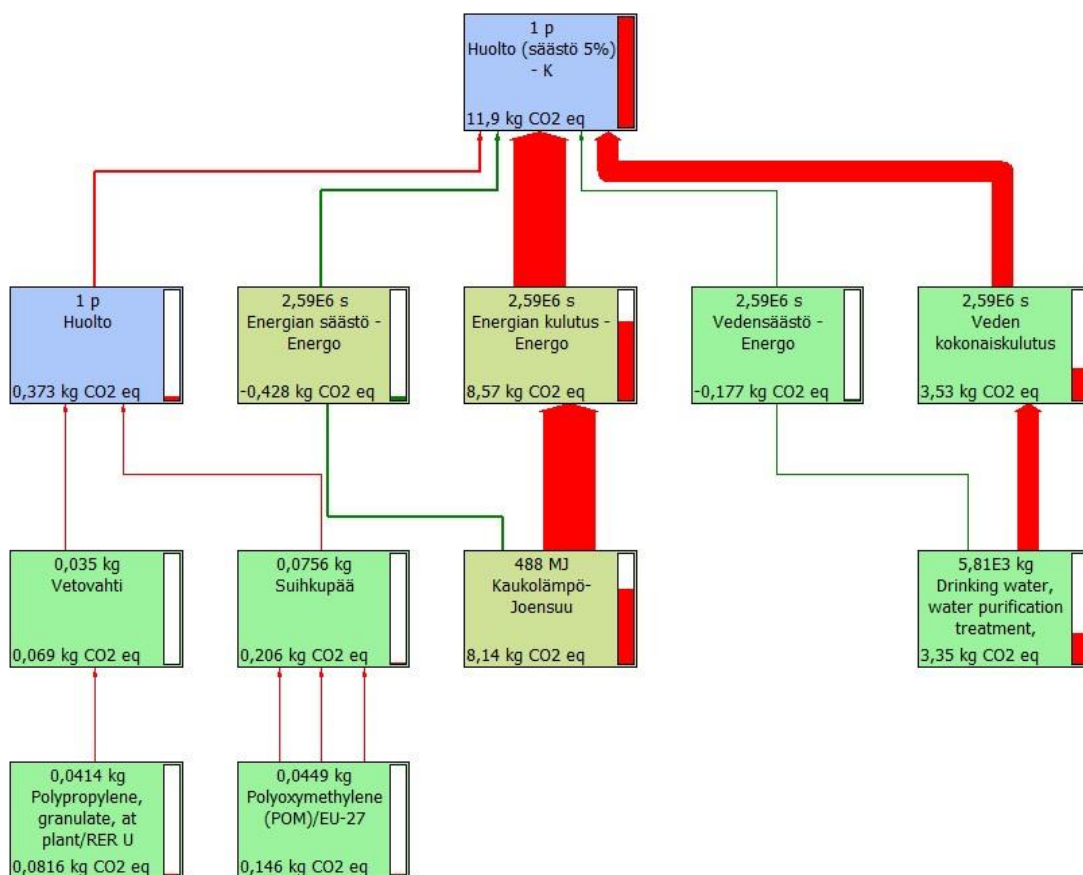 1 p
Huolto (säästö 5%)
- K
11,9 kg CO2 eq
1 p
Huolto
0,373 kg CO2 eq
2,59E6 s
Energian säästö -
Energo
-0,428 kg CO2 eq
2,59E6 s
Energian kulutus -
Energo
8,57 kg CO2 eq
2,59E6 s
Vedensäästö -
Energo
-0,177 kg CO2 eq
2,59E6 s
Veden
kokonaiskulutus
3,53 kg CO2 eq
0,035 kg
Vetovahti
0,069 kg CO2 eq
0,0756 kg
Suihkupää
0,206 kg CO2 eq
488 MJ
Kaukolämpö-
Joensuu
8,14 kg CO2 eq
5,81E3 kg
Drinking water,
water purification
treatment,
3,35 kg CO2 eq
0,0414 kg
Polypropylene,
granulate, at
plant/RER U
0,0816 kg CO2 eq
0,0449 kg
Polyoxymethylene
(POM)/EU-27
0,146 kg CO2 eq